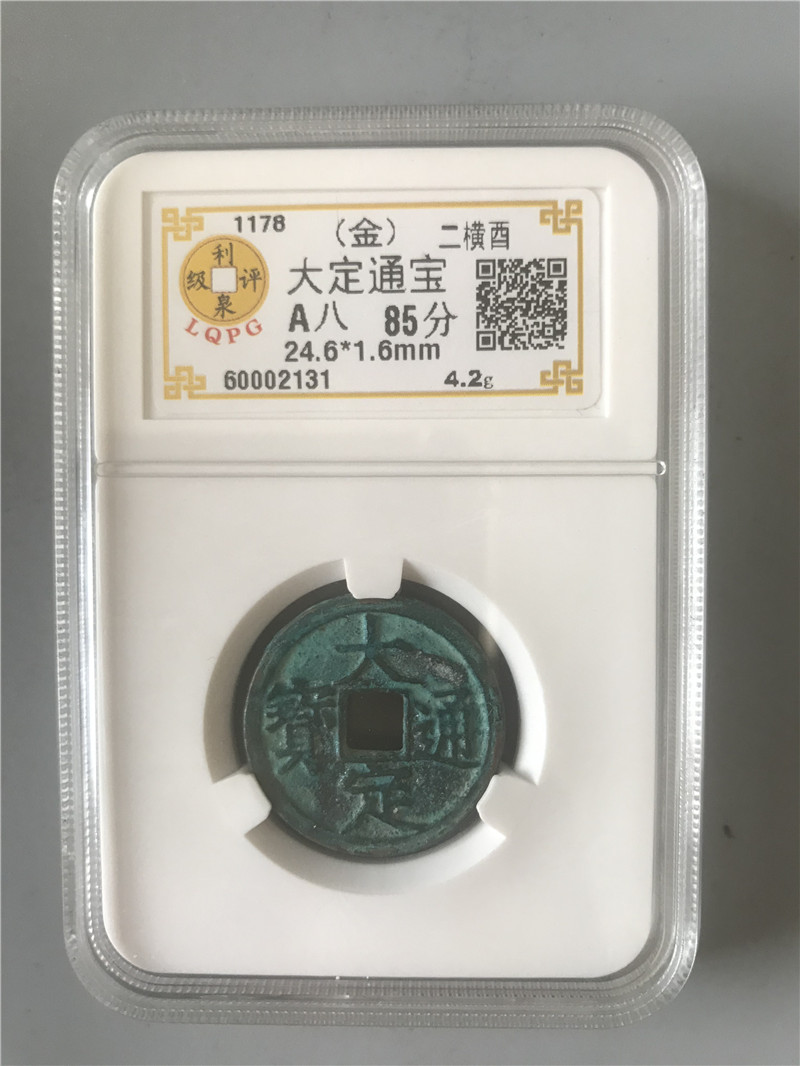 1178 （金） 二横酉
利泉评级
LQPG
大定通宝
A八 85分
24.6*1.6mm
60002131 4.2g
大定通寳